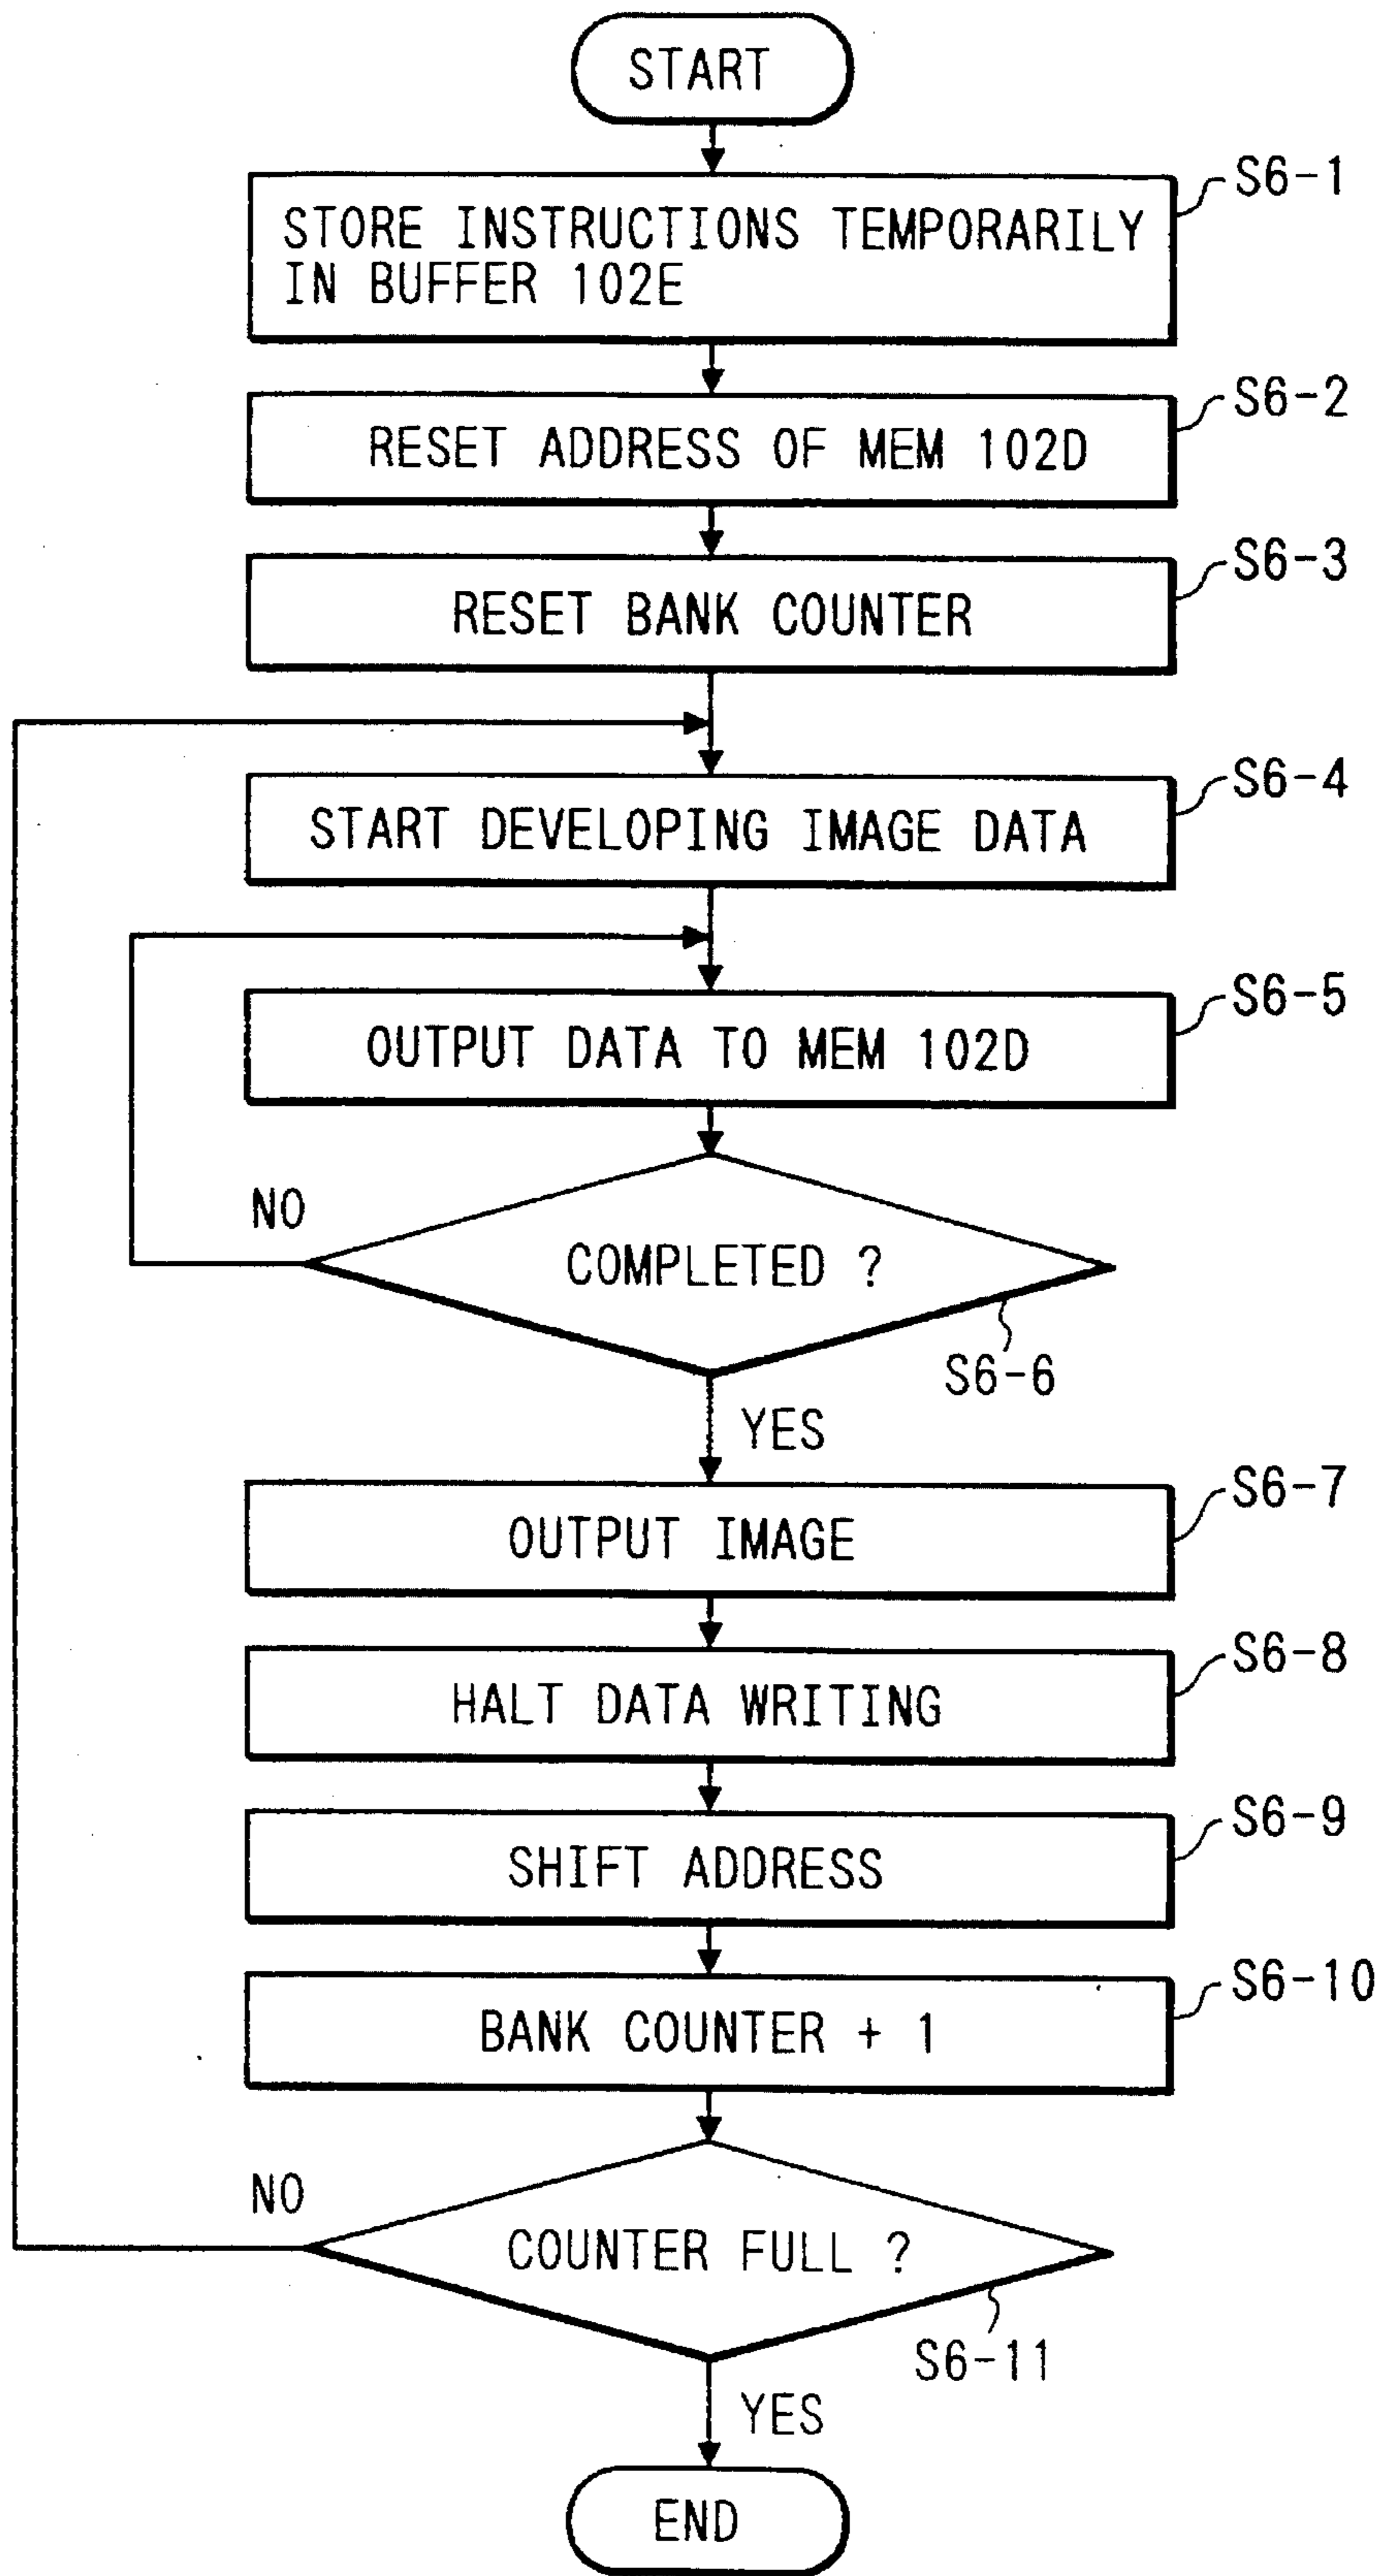 START
S6-1
STORE INSTRUCTIONS TEMPORARILY
IN BUFFER 102E
S6-2
RESET ADDRESS OF MEM 102D
S6-3
RESET BANK COUNTER
S6-4
START DEVELOPING IMAGE DATA
S6-5
OUTPUT DATA TO MEM 102D
NO
COMPLETED ?
S6-6
YES
S6-7
OUTPUT IMAGE
S6-8
HALT DATA WRITING
S6-9
SHIFT ADDRESS
S6-10
BANK COUNTER + 1
NO
COUNTER FULL ?
S6-11
YES
END